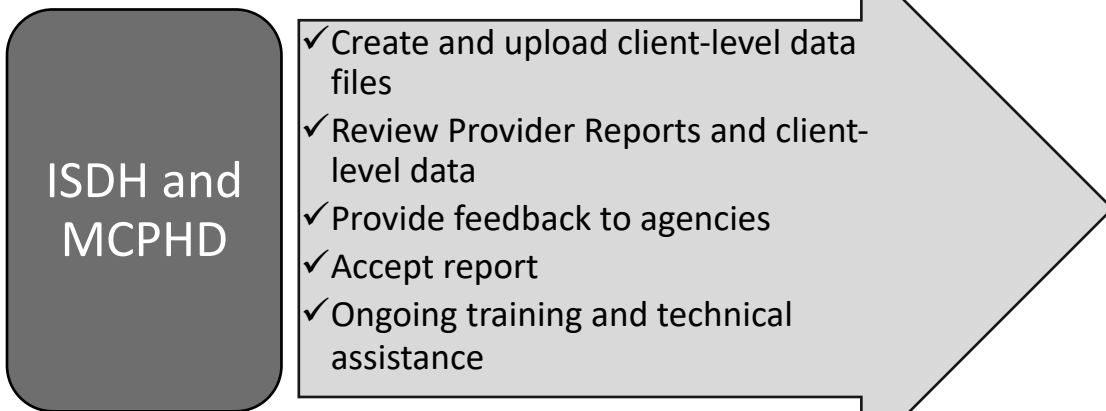 ISDH and
MCPHD
✓Create and upload client-level data
files
✓Review Provider Reports and client-
level data
✓Provide feedback to agencies
✓Accept report
✓Ongoing training and technical
assistance